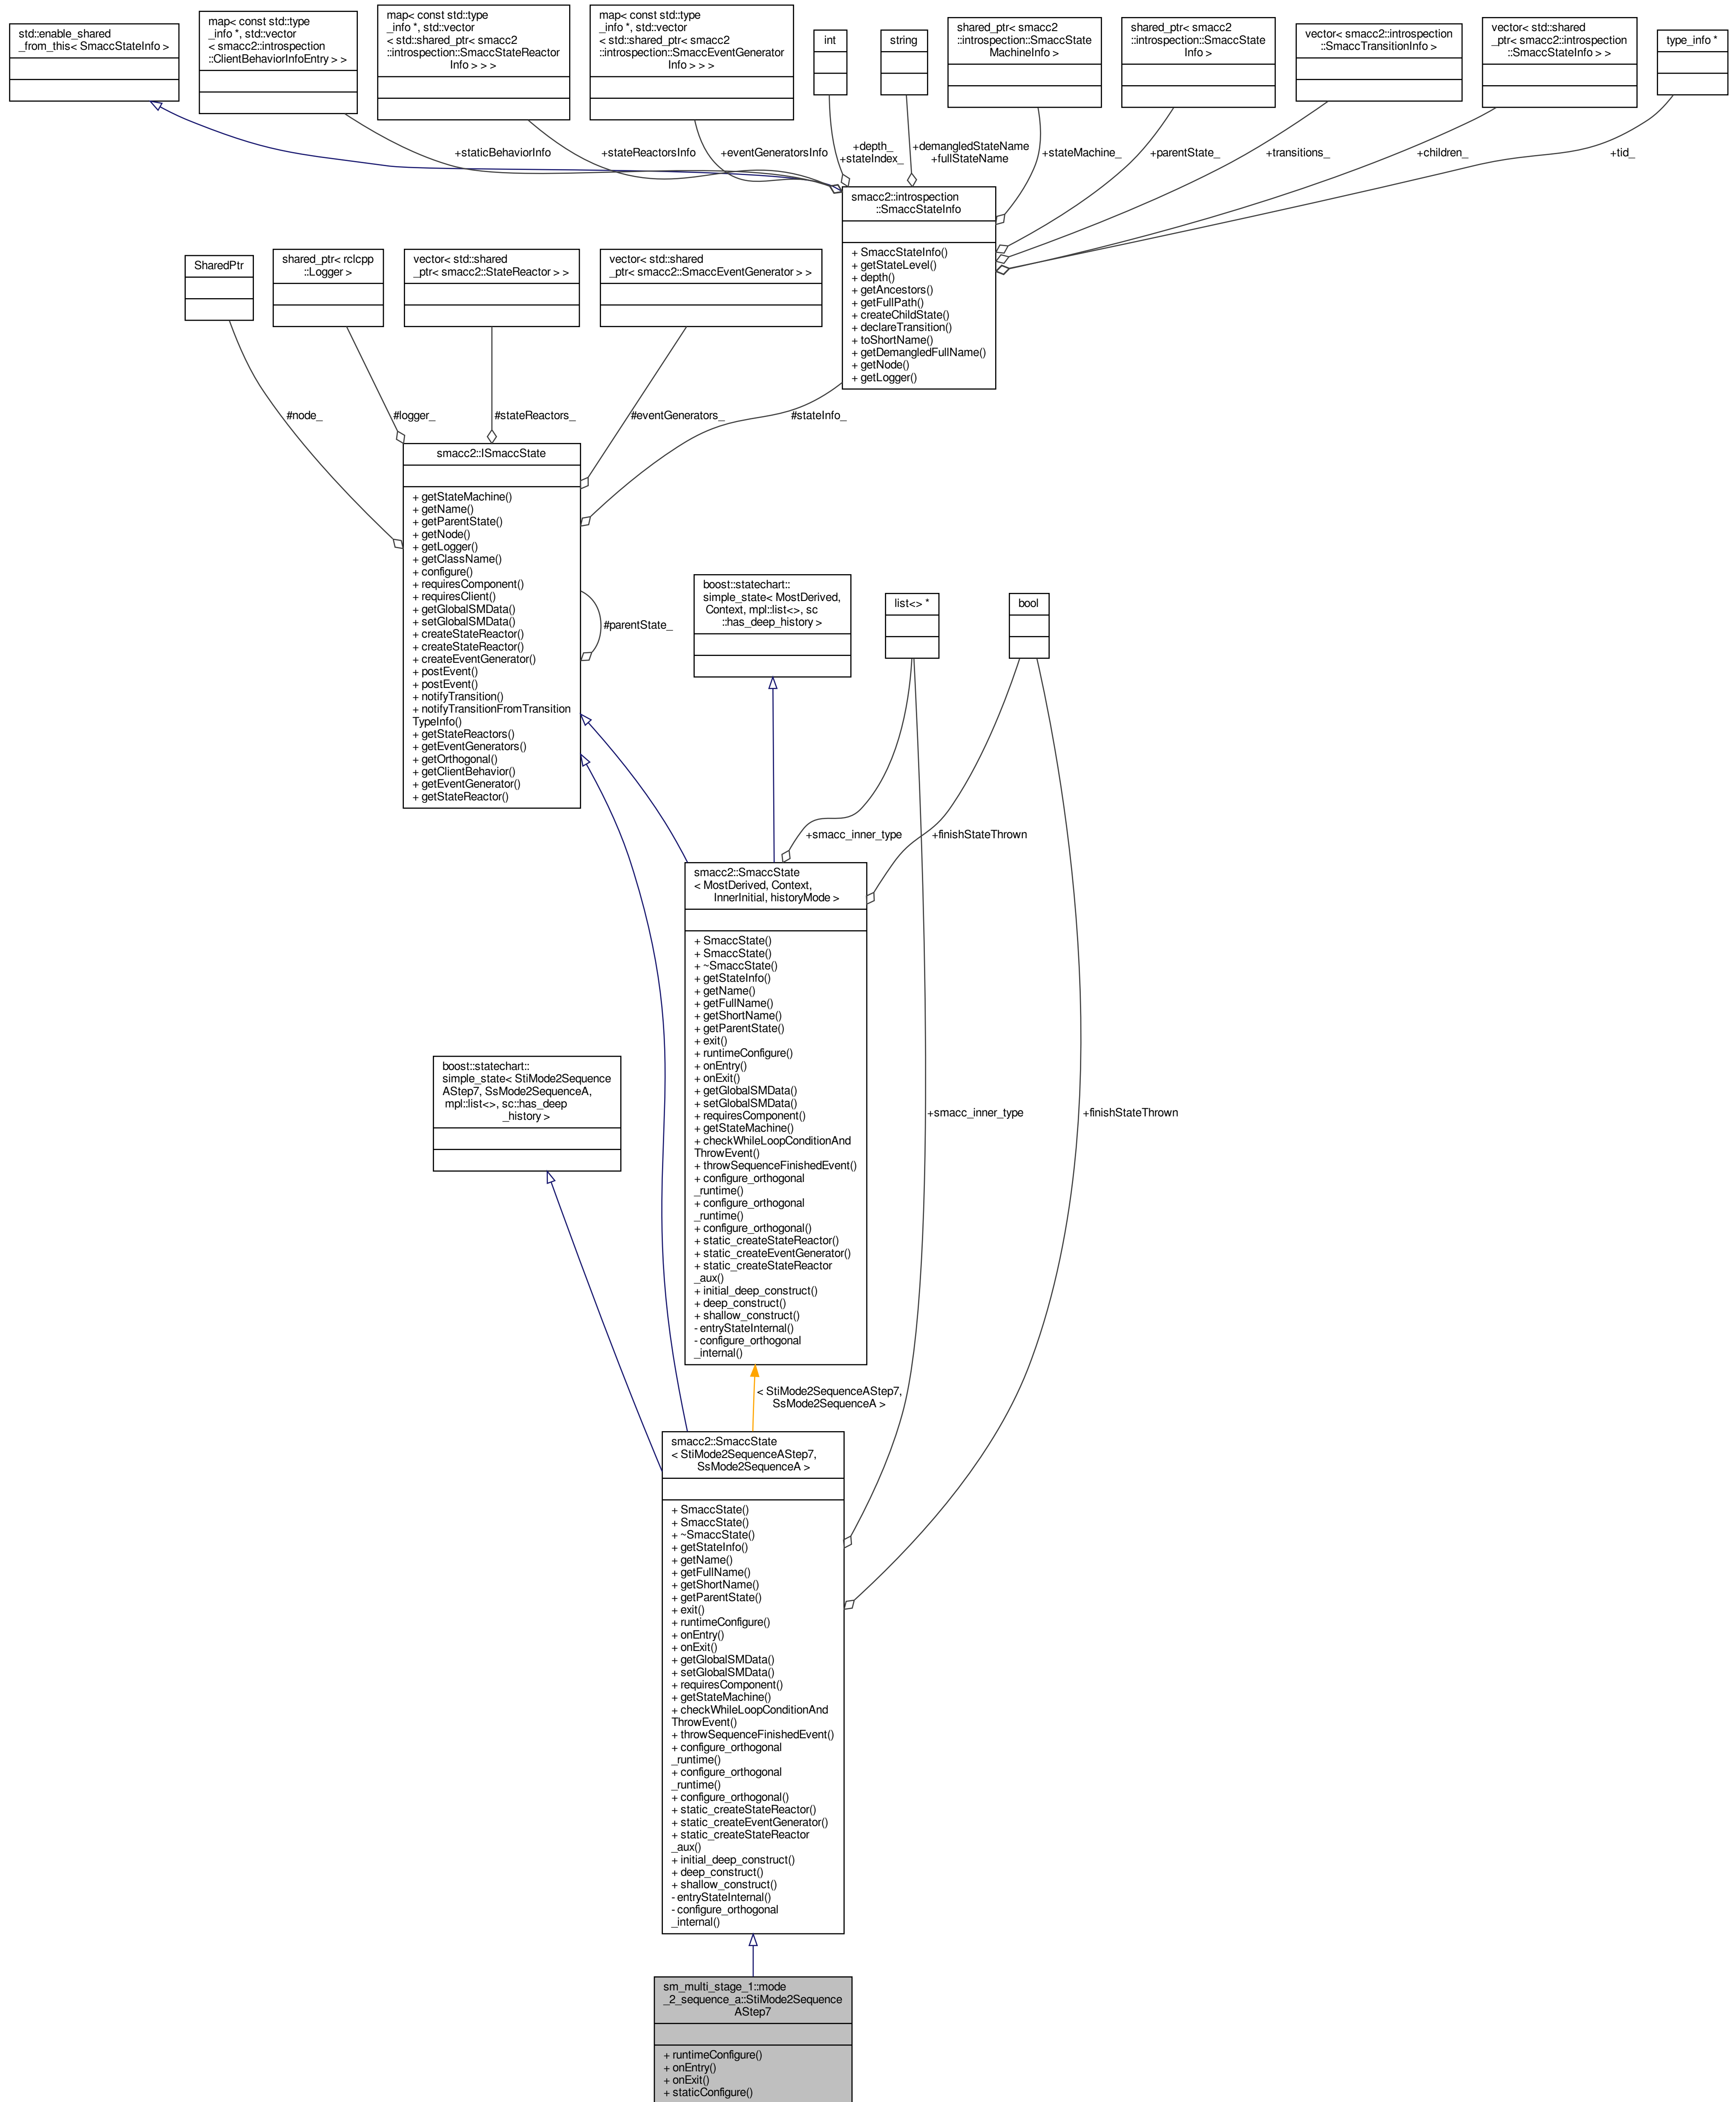 std::enable_shared
_from_this< SmaccStateInfo >
map< const std::type
_info *, std::vector
< smacc2::introspection
::ClientBehaviorInfoEntry > >
map< const std::type
_info *, std::vector
< std::shared_ptr< smacc2
::introspection::SmaccStateReactor
Info > > >
map< const std::type
_info *, std::vector
< std::shared_ptr< smacc2
::introspection::SmaccEventGenerator
Info > > >
int
string
shared_ptr< smacc2
::introspection::SmaccState
MachineInfo >
shared_ptr< smacc2
::introspection::SmaccState
Info >
vector< smacc2::introspection
::SmaccTransitionInfo >
vector< std::shared
_ptr< smacc2::introspection
::SmaccStateInfo > >
type_info *
+staticBehaviorInfo
+stateReactorsInfo
+eventGeneratorsInfo
+depth_
+stateIndex_
+demangledStateName
+fullStateName
+stateMachine_
+parentState_
+transitions_
+children_
+tid_
smacc2::introspection
::SmaccStateInfo
+ SmaccStateInfo()
+ getStateLevel()
+ depth()
+ getAncestors()
+ getFullPath()
+ createChildState()
+ declareTransition()
+ toShortName()
+ getDemangledFullName()
+ getNode()
+ getLogger()
SharedPtr
shared_ptr< rclcpp
::Logger >
vector< std::shared
_ptr< smacc2::StateReactor > >
vector< std::shared
_ptr< smacc2::SmaccEventGenerator > >
#node_
#logger_
#stateReactors_
#eventGenerators_
#stateInfo_
smacc2::ISmaccState
+ getStateMachine()
+ getName()
+ getParentState()
+ getNode()
+ getLogger()
+ getClassName()
+ configure()
+ requiresComponent()
+ requiresClient()
+ getGlobalSMData()
+ setGlobalSMData()
+ createStateReactor()
+ createStateReactor()
+ createEventGenerator()
+ postEvent()
+ postEvent()
+ notifyTransition()
+ notifyTransitionFromTransition
TypeInfo()
+ getStateReactors()
+ getEventGenerators()
+ getOrthogonal()
+ getClientBehavior()
+ getEventGenerator()
+ getStateReactor()
#parentState_
boost::statechart::
simple_state< MostDerived,
Context, mpl::list<>, sc
::has_deep_history >
list<> *
bool
+smacc_inner_type
+finishStateThrown
smacc2::SmaccState
< MostDerived, Context,
InnerInitial, historyMode >
+ SmaccState()
+ SmaccState()
+ ~SmaccState()
+ getStateInfo()
+ getName()
+ getFullName()
+ getShortName()
+ getParentState()
+ exit()
+ runtimeConfigure()
+ onEntry()
+ onExit()
+ getGlobalSMData()
+ setGlobalSMData()
+ requiresComponent()
+ getStateMachine()
+ checkWhileLoopConditionAnd
ThrowEvent()
+ throwSequenceFinishedEvent()
+ configure_orthogonal
_runtime()
+ configure_orthogonal
_runtime()
+ configure_orthogonal()
+ static_createStateReactor()
+ static_createEventGenerator()
+ static_createStateReactor
_aux()
+ initial_deep_construct()
+ deep_construct()
+ shallow_construct()
- entryStateInternal()
- configure_orthogonal
_internal()
boost::statechart::
simple_state< StiMode2Sequence
AStep7, SsMode2SequenceA,
mpl::list<>, sc::has_deep
_history >
+smacc_inner_type
+finishStateThrown
< StiMode2SequenceAStep7,
SsMode2SequenceA >
smacc2::SmaccState
< StiMode2SequenceAStep7,
SsMode2SequenceA >
+ SmaccState()
+ SmaccState()
+ ~SmaccState()
+ getStateInfo()
+ getName()
+ getFullName()
+ getShortName()
+ getParentState()
+ exit()
+ runtimeConfigure()
+ onEntry()
+ onExit()
+ getGlobalSMData()
+ setGlobalSMData()
+ requiresComponent()
+ getStateMachine()
+ checkWhileLoopConditionAnd
ThrowEvent()
+ throwSequenceFinishedEvent()
+ configure_orthogonal
_runtime()
+ configure_orthogonal
_runtime()
+ configure_orthogonal()
+ static_createStateReactor()
+ static_createEventGenerator()
+ static_createStateReactor
_aux()
+ initial_deep_construct()
+ deep_construct()
+ shallow_construct()
- entryStateInternal()
- configure_orthogonal
_internal()
sm_multi_stage_1::mode
_2_sequence_a::StiMode2Sequence
AStep7
+ runtimeConfigure()
+ onEntry()
+ onExit()
+ staticConfigure()